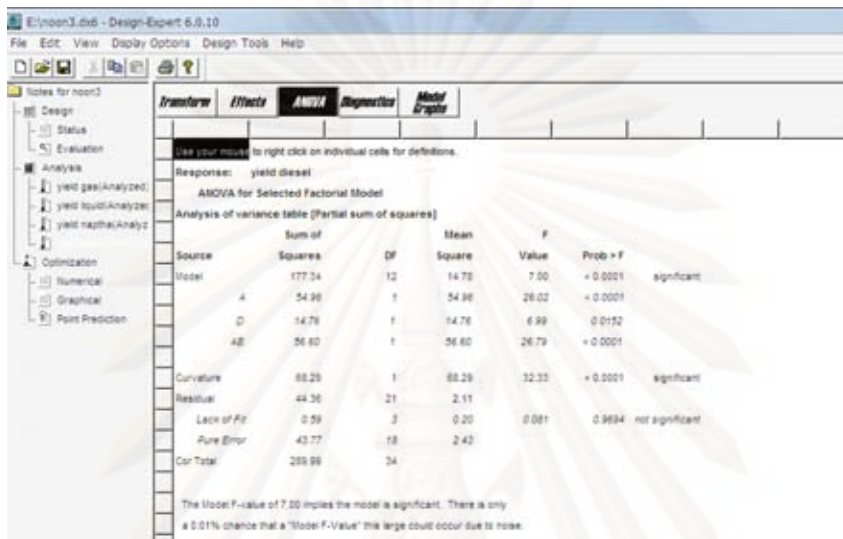 E:\noon3.dx6 - Design-Expert 6.0.10
File Edit View Display Options Design Tools Help
Notes for noon3
Design
Status
Evaluation
Analysis
yield gas(Analyzed)
yield liquid(Analyzed
yield naptha(Analyz
Optimization
Numerical
Graphical
Point Prediction
Transform Effects ANOVA Diagnostics Model Graphs
Use your mouse to right click on individual cells for definitions.
Response: yield diesel
ANOVA for Selected Factorial Model
Analysis of variance table [Partial sum of squares]
Sum of Mean F
Source Squares DF Square Value Prob > F
Model 177.34 12 14.78 7.00 < 0.0001 significant
A 54.98 1 54.98 26.02 < 0.0001
D 14.76 1 14.76 6.99 0.0152
AB 56.60 1 56.60 26.79 < 0.0001
Curvature 68.29 1 68.29 32.33 < 0.0001 significant
Residual 44.36 21 2.11
Lack of Fit 0.59 3 0.20 0.081 0.9694 not significant
Pure Error 43.77 18 2.43
Cor Total 289.99 34
The Model F-value of 7.00 implies the model is significant. There is only
a 0.01% chance that a "Model F-Value" this large could occur due to noise.